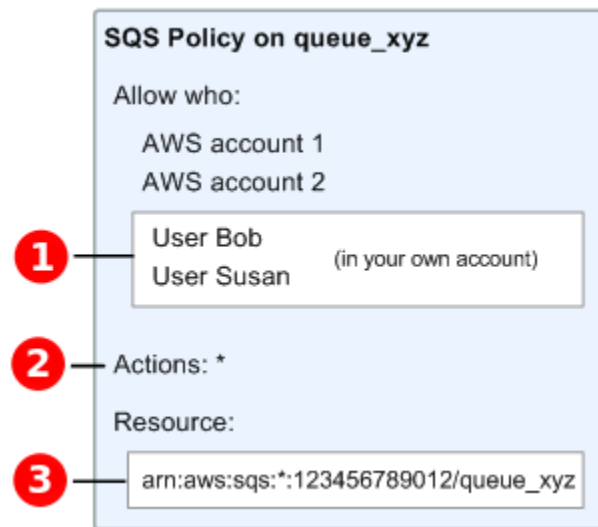 SQS Policy on queue_xyz
Allow who:
AWS account 1
AWS account 2
1
User Bob
User Susan
(in your own account)
2
Actions: *
Resource:
3
arn:aws:sqs:*:123456789012/queue_xyz